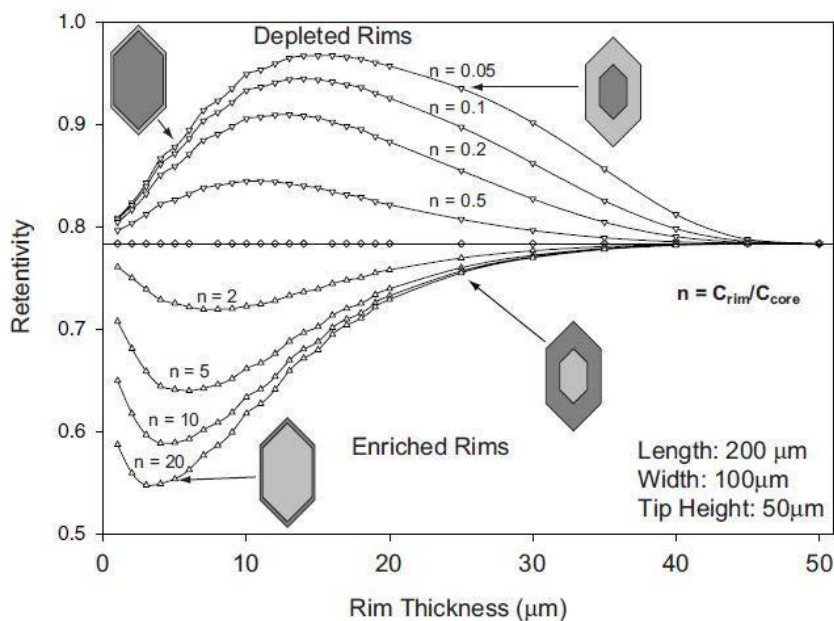 Depleted Rims
n = 0.05
n = 0.1
n = 0.2
n = 0.5
n = 2
n = 5
n = 10
n = 20
n = C_rim/C_core
Enriched Rims
Length: 200 μm
Width: 100μm
Tip Height: 50μm
Retentivity
1.0
0.9
0.8
0.7
0.6
0.5
0 10 20 30 40 50
Rim Thickness (μm)